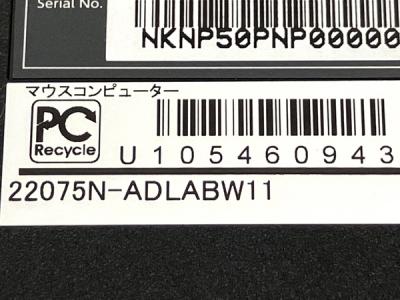 Serial No.
NKNP50PNP00000
マウスコンピューター
PC
Recycle
U105460943
22075N-ADLABW11